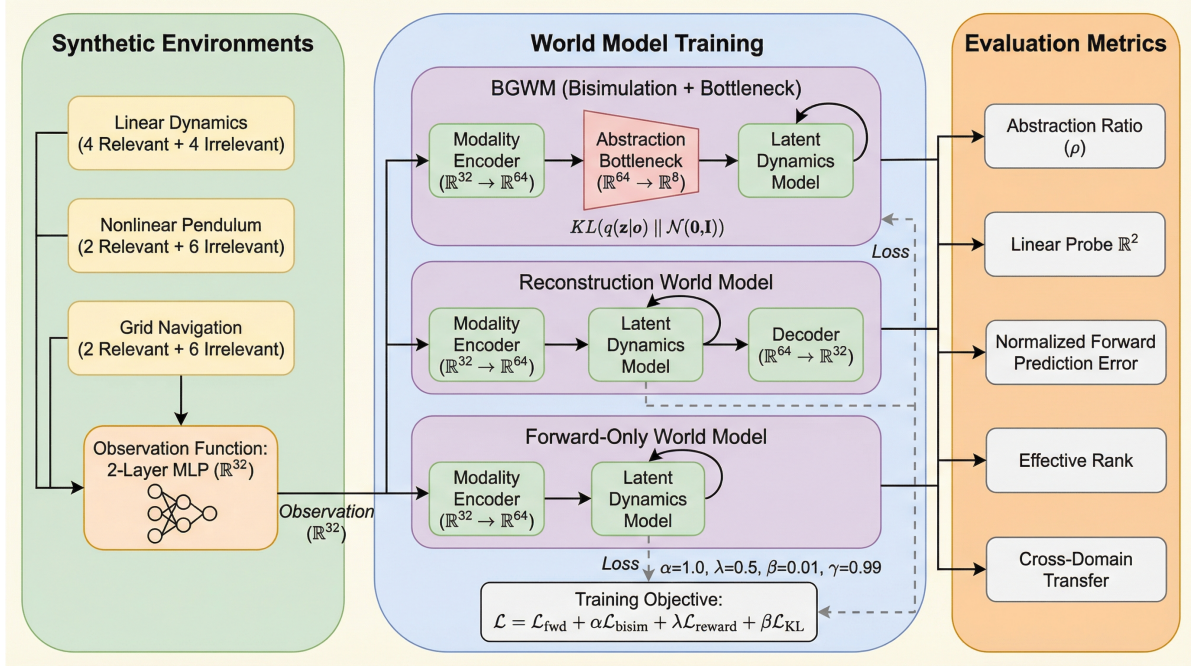 Synthetic Environments
Linear Dynamics
(4 Relevant + 4 Irrelevant)
Nonlinear Pendulum
(2 Relevant + 6 Irrelevant)
Grid Navigation
(2 Relevant + 6 Irrelevant)
Observation Function:
2-Layer MLP (ℝ³²)
Observation
(ℝ³²)
World Model Training
BGWM (Bisimulation + Bottleneck)
Modality
Encoder
(ℝ³² → ℝ⁶⁴)
Abstraction
Bottleneck
(ℝ⁶⁴ → ℝ⁸)
Latent
Dynamics
Model
KL(q(z|o) || 𝒩(0,I))
Loss
Reconstruction World Model
Modality
Encoder
(ℝ³² → ℝ⁶⁴)
Latent
Dynamics
Model
Decoder
(ℝ⁶⁴ → ℝ³²)
Forward-Only World Model
Modality
Encoder
(ℝ³² → ℝ⁶⁴)
Latent
Dynamics
Model
Loss
α=1.0, λ=0.5, β=0.01, γ=0.99
Training Objective:
ℒ = ℒ_fwd + αℒ_bisim + λℒ_reward + βℒ_KL
Evaluation Metrics
Abstraction Ratio
(ρ)
Linear Probe ℝ²
Normalized Forward
Prediction Error
Effective Rank
Cross-Domain
Transfer